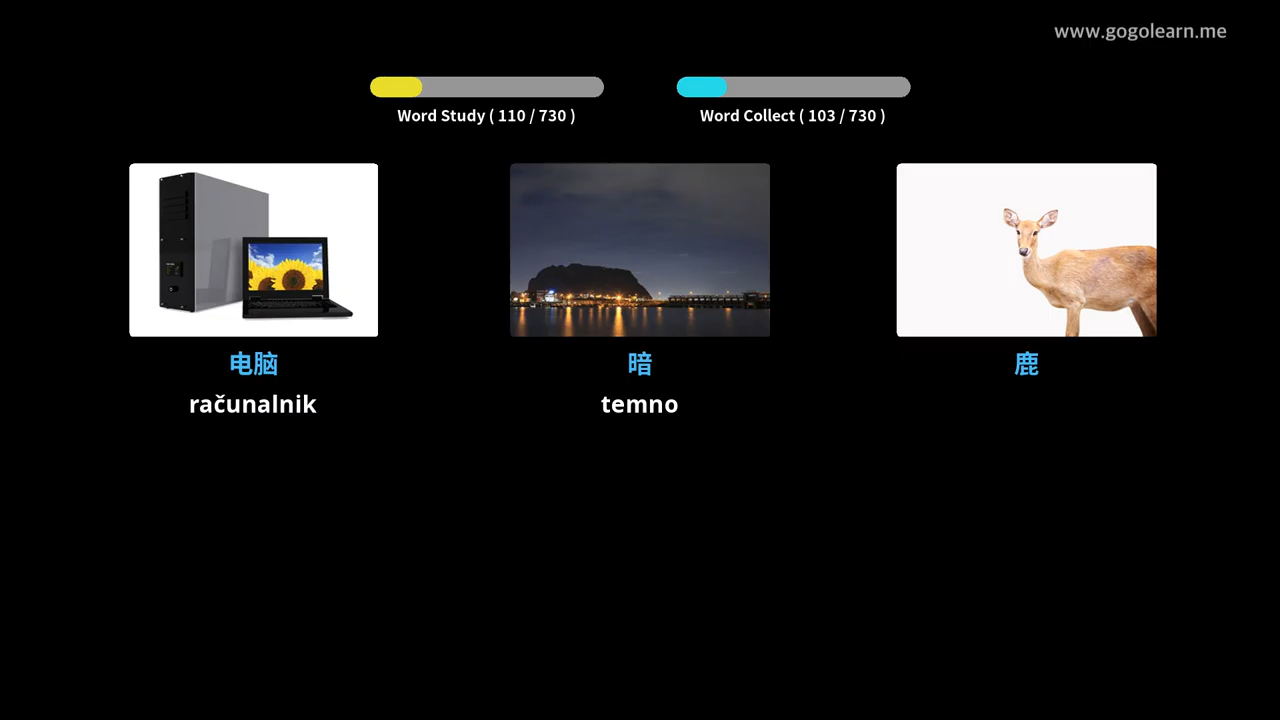 www.gogolearn.me
Word Study ( 110 / 730 )
Word Collect ( 103 / 730 )
电脑
računalnik
暗
temno
鹿